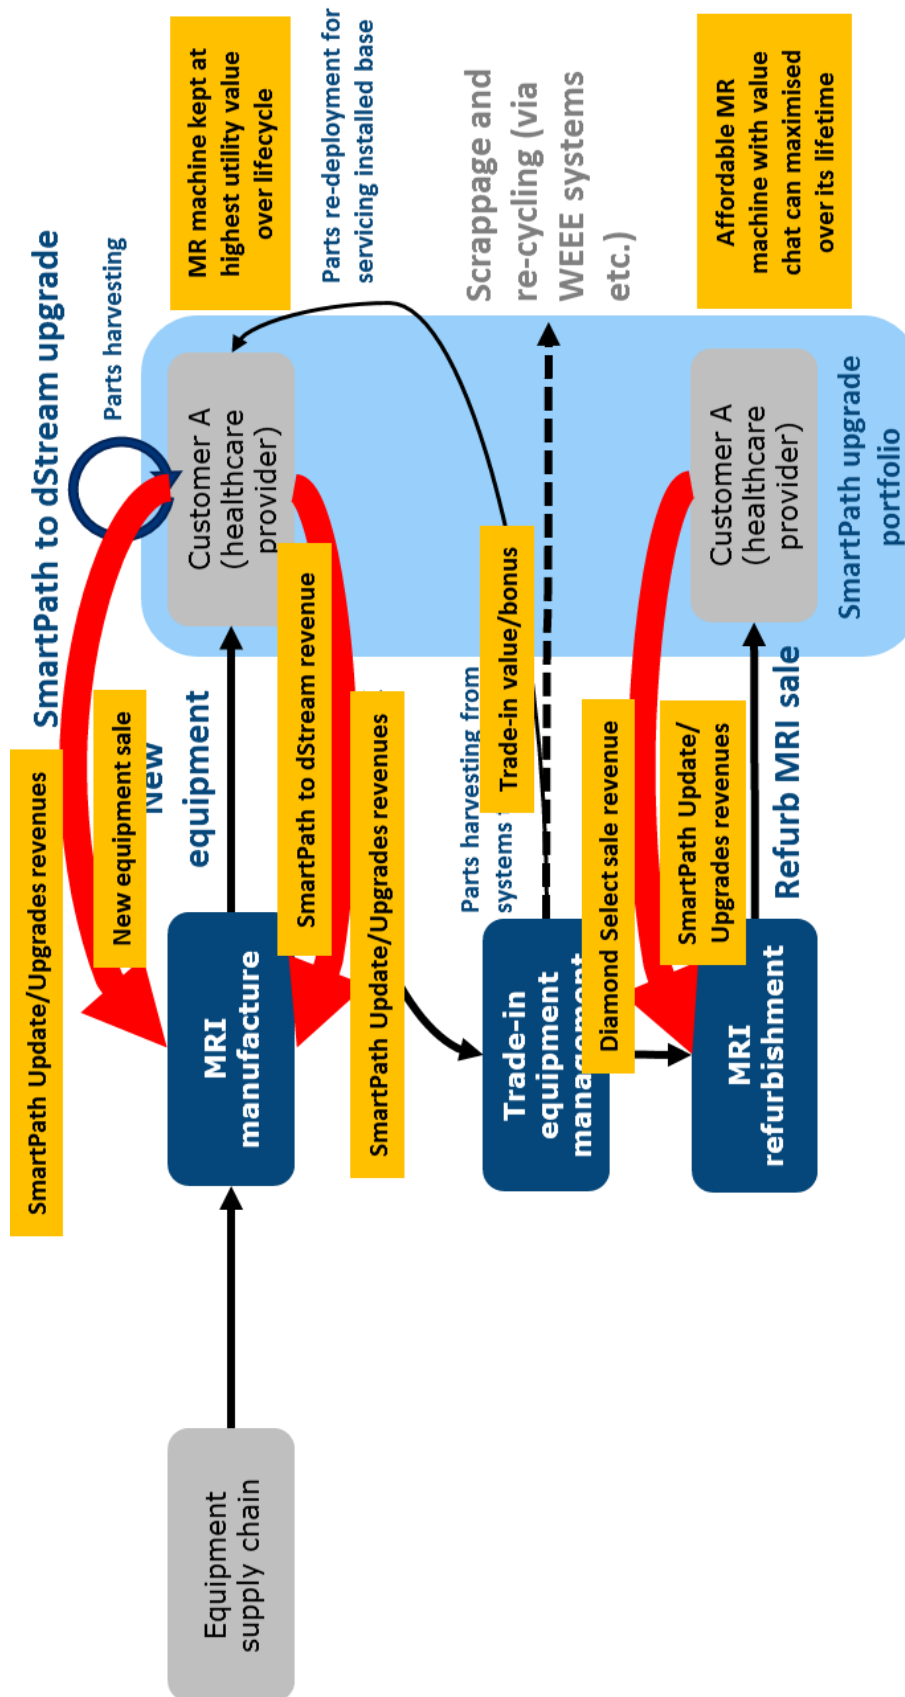 SmartPath to dStream upgrade
Parts harvesting
SmartPath Update/Upgrades revenues
New equipment sale
New
equipment
Equipment
supply chain
MRI
manufacture
Customer A
(healthcare
provider)
MR machine kept at
highest utility value
over lifecycle
SmartPath to dStream revenue
SmartPath Update/Upgrades revenues
Parts re-deployment for
servicing installed base
Parts harvesting from
systems
Trade-in value/bonus
Trade-in
equipment
management
Scrappage and
re-cycling (via
WEEE systems
etc.)
Diamond Select sale revenue
SmartPath Update/
Upgrades revenues
MRI
refurbishment
Refurb MRI sale
Customer A
(healthcare
provider)
Affordable MR
machine with value
chat can maximised
over its lifetime
SmartPath upgrade
portfolio